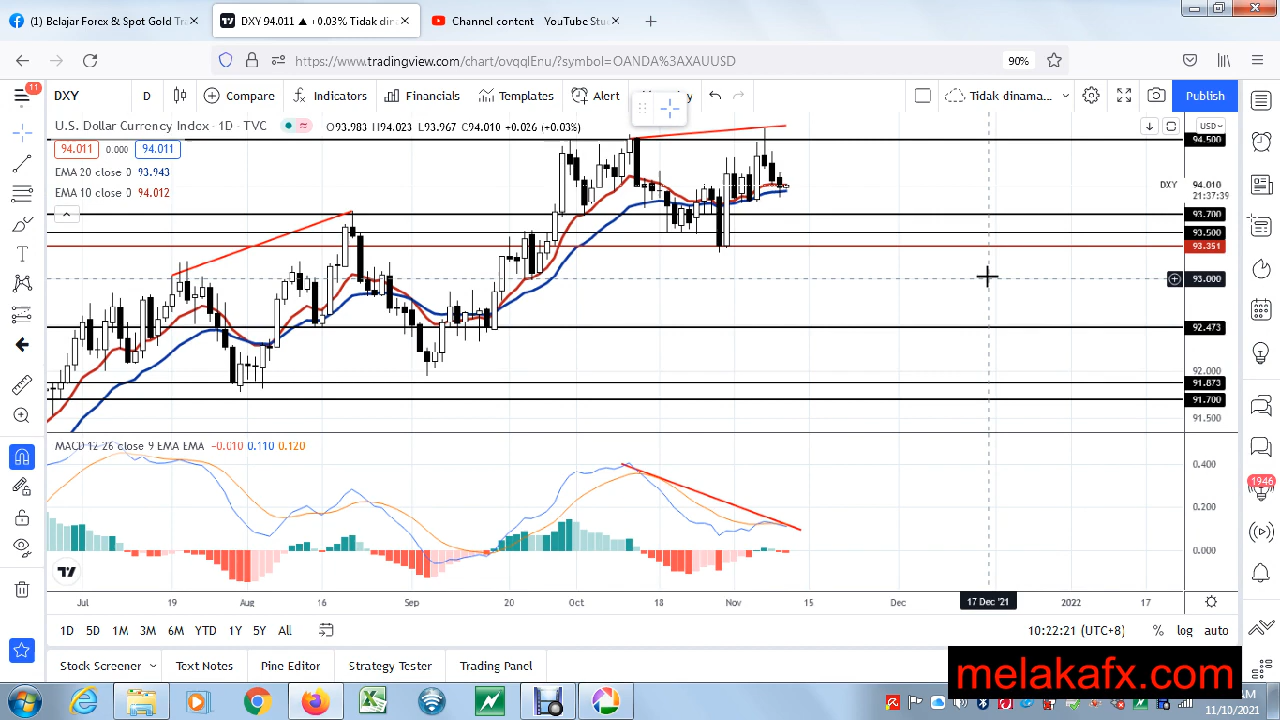 (1) Belajar Forex & Spot Gold Tr
DXY 94.011 ▲ +0.03% Tidak din
Channel content - YouTube Stu
https://www.tradingview.com/chart/ovqqlEru/?symbol=OANDA%3AXAUUSD
90%
11
DXY
D
Compare
Indicators
Financials
Templates
Alert
Tidak dinama...
Publish
U.S. Dollar Currency Index · 1D · TVC
O93.983 H94.023 L93.967 C94.010 +0.026 (+0.03%)
USD
94.011 0.000 94.011
EMA 20 close 0 93.943
EMA 10 close 0 94.012
94.500
DXY 94.010
21:37:39
93.700
93.500
93.351
93.000
92.473
92.000
91.873
91.700
91.500
MACD 12 26 close 9 EMA EMA -0.010 0.110 0.120
0.400
0.200
0.000
1946
Jul 19 Aug 16 Sep 20 Oct 18 Nov 15 Dec 17 Dec '21 2022 17
1D 5D 1M 3M 6M YTD 1Y 5Y All
10:22:21 (UTC+8) % log auto
Stock Screener Text Notes Pine Editor Strategy Tester Trading Panel
melakafx.com
AM
11/10/2021